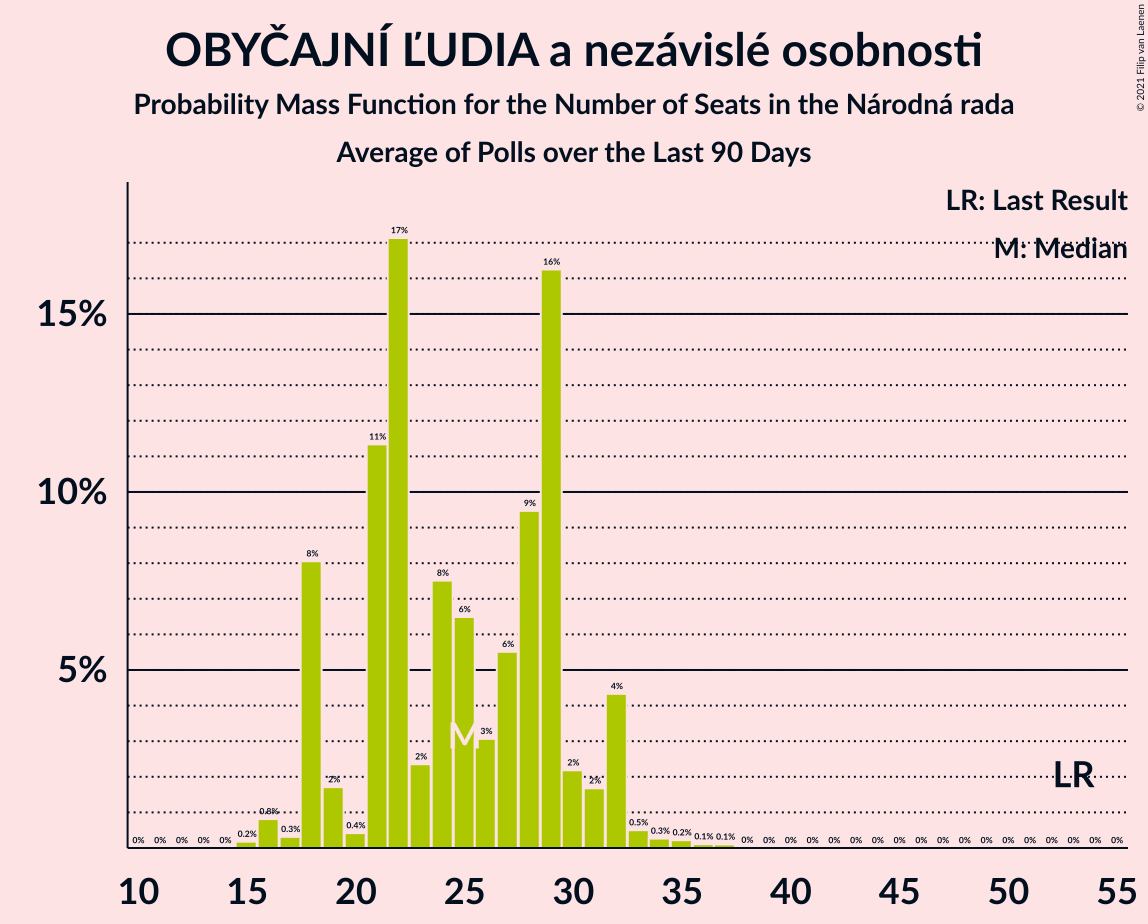 OBYČAJNÍ ĽUDIA a nezávislé osobnosti
Probability Mass Function for the Number of Seats in the Národná rada
Average of Polls over the Last 90 Days
© 2021 Filip van Laenen
LR: Last Result
M: Median
15%
10%
5%
0% 0% 0% 0% 0% 0.2% 0.8% 0.3% 8% 2% 0.4% 11% 17% 2% 8% 6% 3% 6% 9% 16% 2% 2% 4% 0.5% 0.3% 0.2% 0.1% 0.1% 0% 0% 0% 0% 0% 0% 0% 0% 0% 0% 0% 0% 0% 0% 0% 0% 0% 0%
M
LR
10 15 20 25 30 35 40 45 50 55